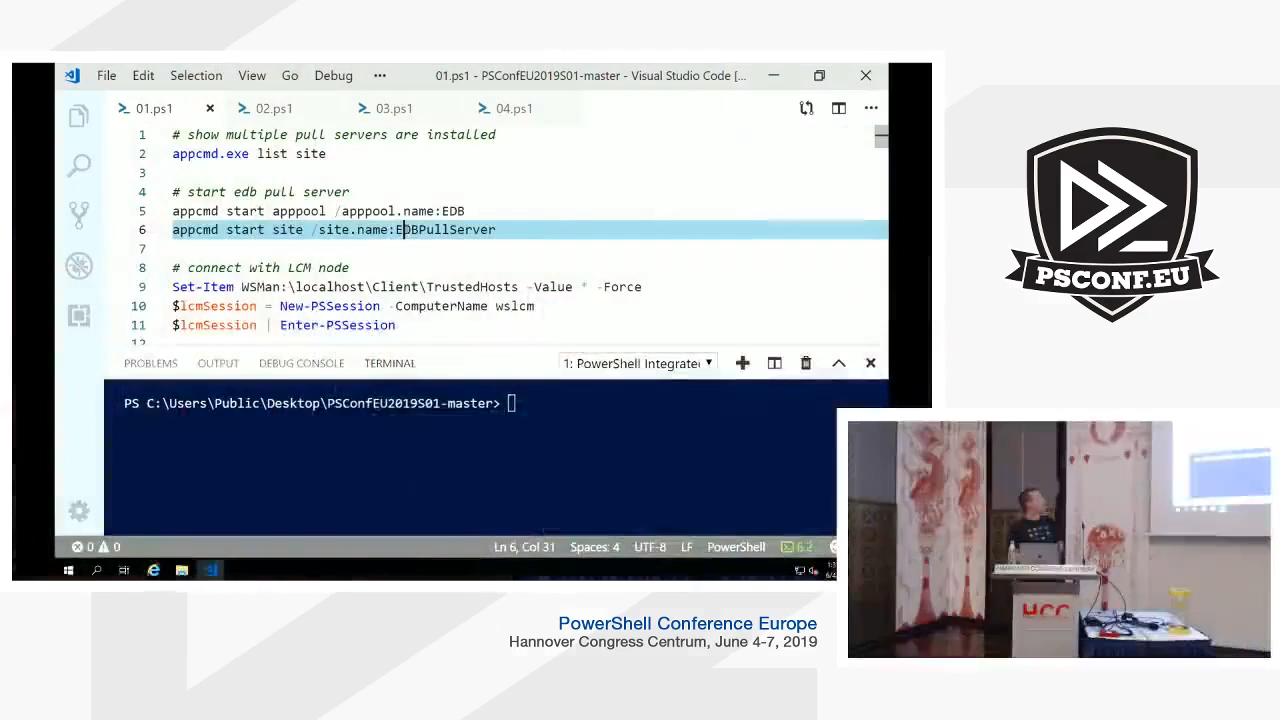 File Edit Selection View Go Debug ••• 01.ps1 - PSConfEU2019S01-master - Visual Studio Code [...
01.ps1 02.ps1 03.ps1 04.ps1
1 # show multiple pull servers are installed
2 appcmd.exe list site
3
4 # start edb pull server
5 appcmd start apppool /apppool.name:EDB
6 appcmd start site /site.name:EDBPullServer
7
8 # connect with LCM node
9 Set-Item WSMan:\localhost\Client\TrustedHosts -Value * -Force
10 $lcmSession = New-PSSession -ComputerName wslcm
11 $lcmSession | Enter-PSSession
12
PROBLEMS OUTPUT DEBUG CONSOLE TERMINAL 1: PowerShell Integrate
PS C:\Users\Public\Desktop\PSConfEU2019S01-master>
0 0 Ln 6, Col 31 Spaces: 4 UTF-8 LF PowerShell 6.2
PSCONF.EU
HANNOVER CONGRESS CENTRUM
HCC
PowerShell Conference Europe
Hannover Congress Centrum, June 4-7, 2019